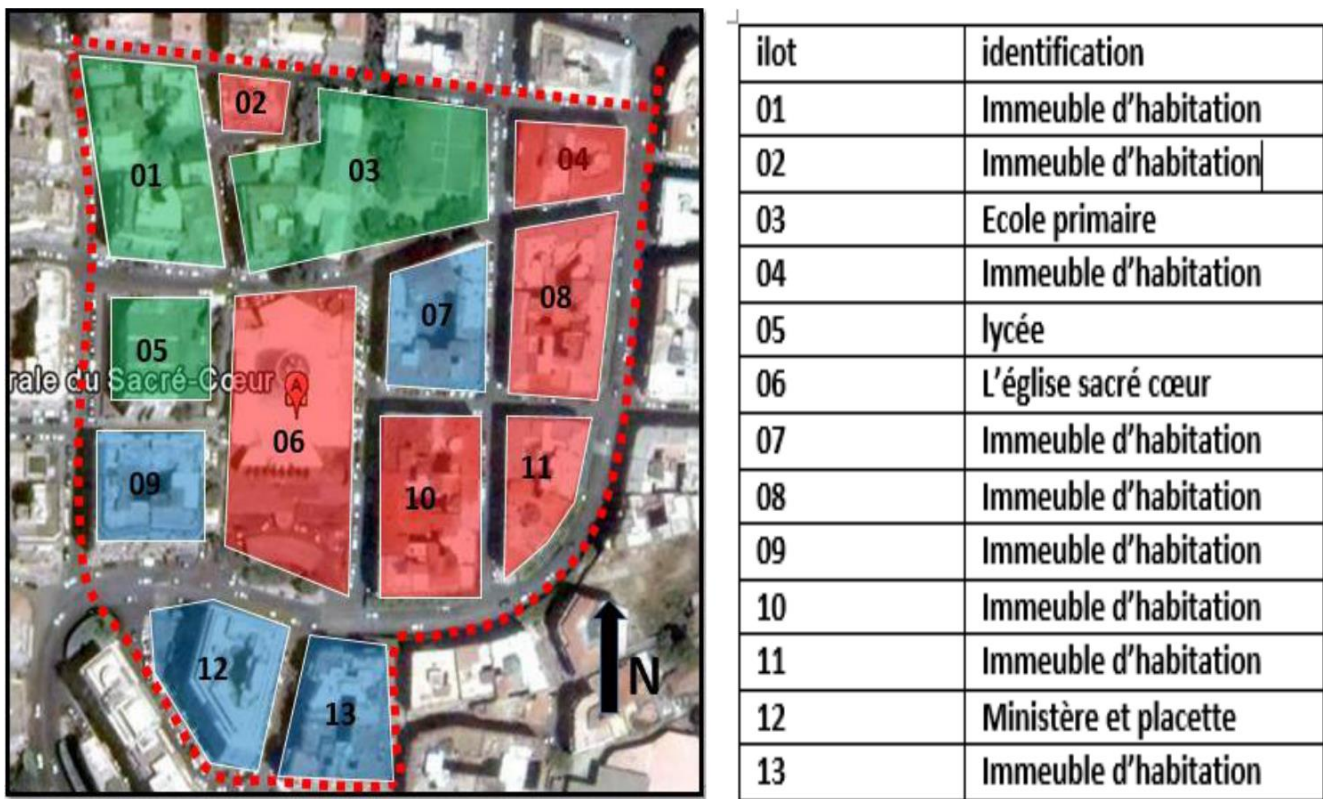 01
02
03
04
05
06
07
08
09
10
11
12
13
rale du Sacré-Cœur
A
N
ilot identification
01 Immeuble d'habitation
02 Immeuble d'habitation
03 Ecole primaire
04 Immeuble d'habitation
05 lycée
06 L'église sacré cœur
07 Immeuble d'habitation
08 Immeuble d'habitation
09 Immeuble d'habitation
10 Immeuble d'habitation
11 Immeuble d'habitation
12 Ministère et placette
13 Immeuble d'habitation